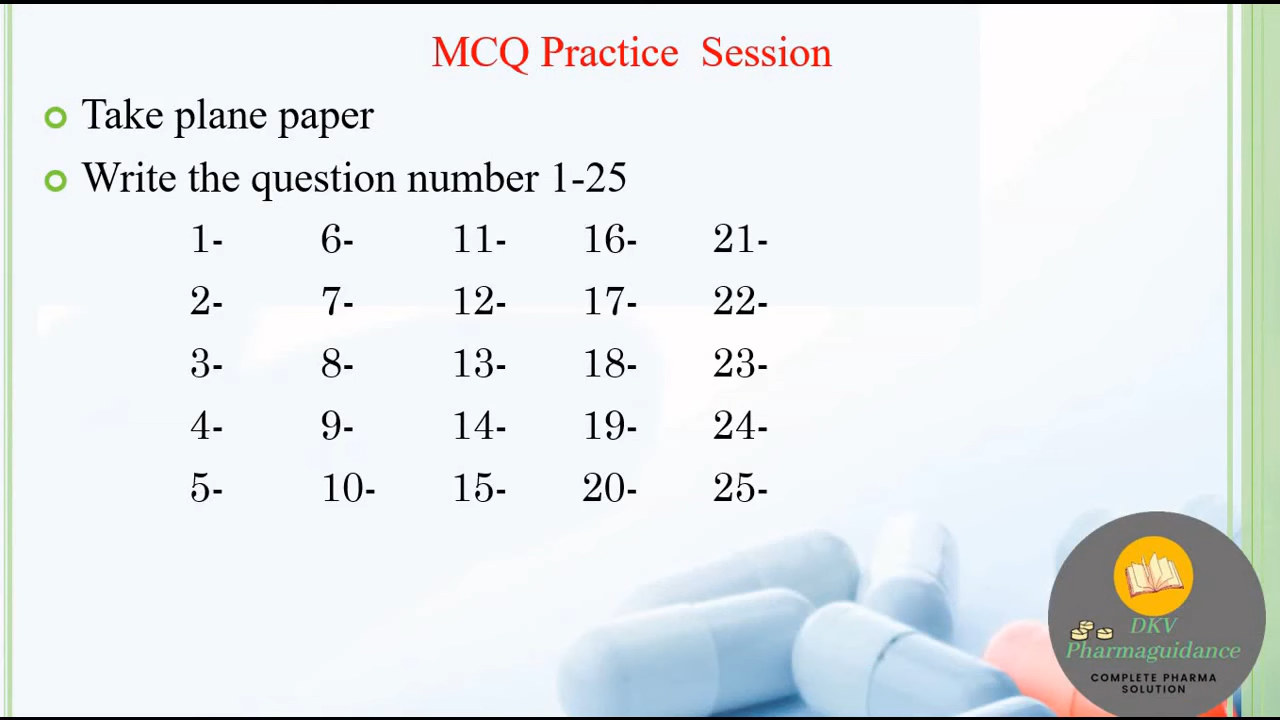 MCQ Practice Session
Take plane paper
Write the question number 1-25
1- 6- 11- 16- 21-
2- 7- 12- 17- 22-
3- 8- 13- 18- 23-
4- 9- 14- 19- 24-
5- 10- 15- 20- 25-
DKV
Pharmaguidance
COMPLETE PHARMA
SOLUTION